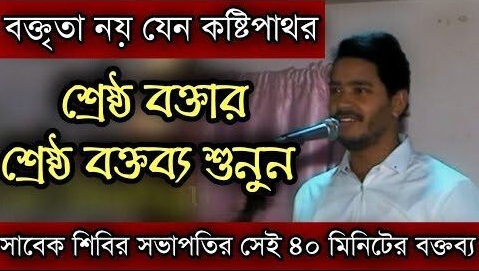 বক্তৃতা নয় যেন কষ্টিপাথর
শ্রেষ্ঠ বক্তার
শ্রেষ্ঠ বক্তব্য শুনুন
সাবেক শিবির সভাপতির সেই ৪০ মিনিটের বক্তব্য